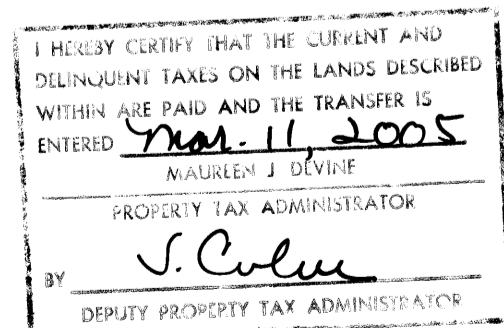 I HEREBY CERTIFY THAT THE CURRENT AND
DELINQUENT TAXES ON THE LANDS DESCRIBED
WITHIN ARE PAID AND THE TRANSFER IS
ENTERED Mar. 11, 2005
MAUREEN J DEVINE
PROPERTY TAX ADMINISTRATOR
BY
DEPUTY PROPERTY TAX ADMINISTRATOR